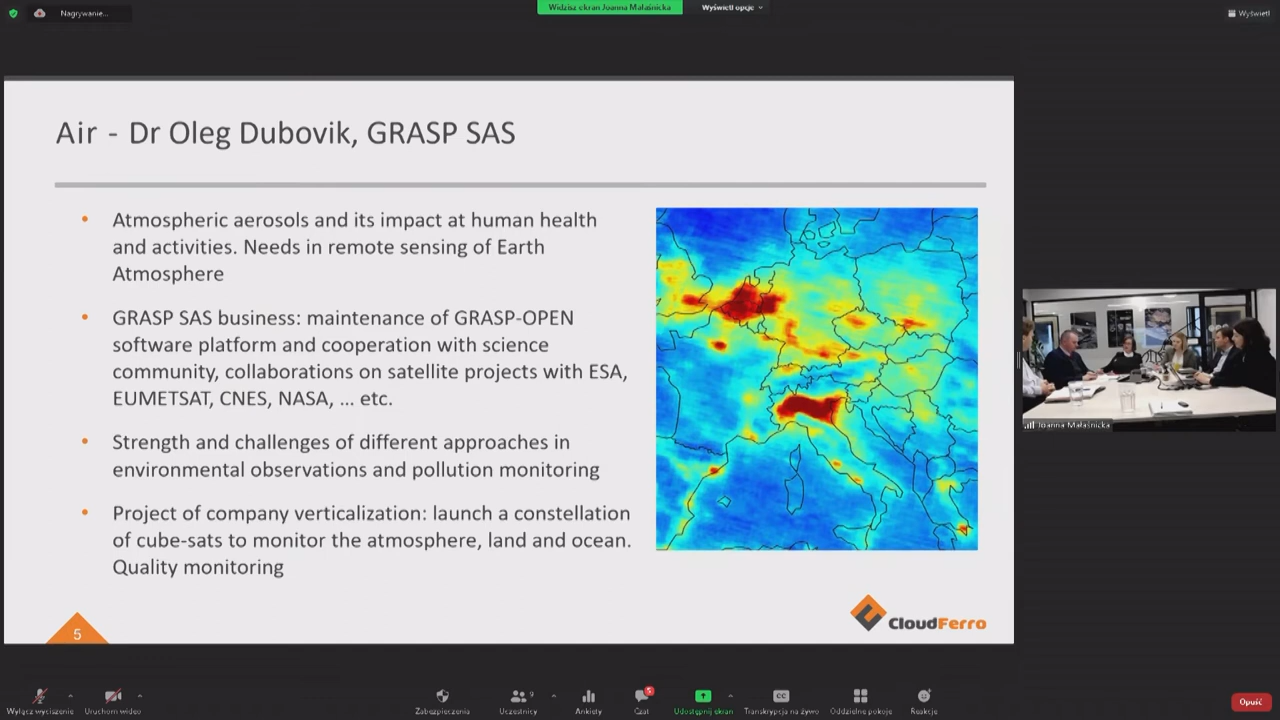 Nagrywanie...
Widzisz ekran Joanna Małaśnicka
Wyświetl opcje
Wyświetl
Air - Dr Oleg Dubovik, GRASP SAS
• Atmospheric aerosols and its impact at human health
and activities. Needs in remote sensing of Earth
Atmosphere
• GRASP SAS business: maintenance of GRASP-OPEN
software platform and cooperation with science
community, collaborations on satellite projects with ESA,
EUMETSAT, CNES, NASA, ... etc.
• Strength and challenges of different approaches in
environmental observations and pollution monitoring
• Project of company verticalization: launch a constellation
of cube-sats to monitor the atmosphere, land and ocean.
Quality monitoring
5
CloudFerro
Joanna Małaśnicka
Wyłącz wyciszenie
Uruchom wideo
Zabezpieczenia
Uczestnicy
9
Ankiety
Czat
5
Udostępnij ekran
CC
Transkrypcja na żywo
Oddzielne pokoje
Reakcje
Opuść